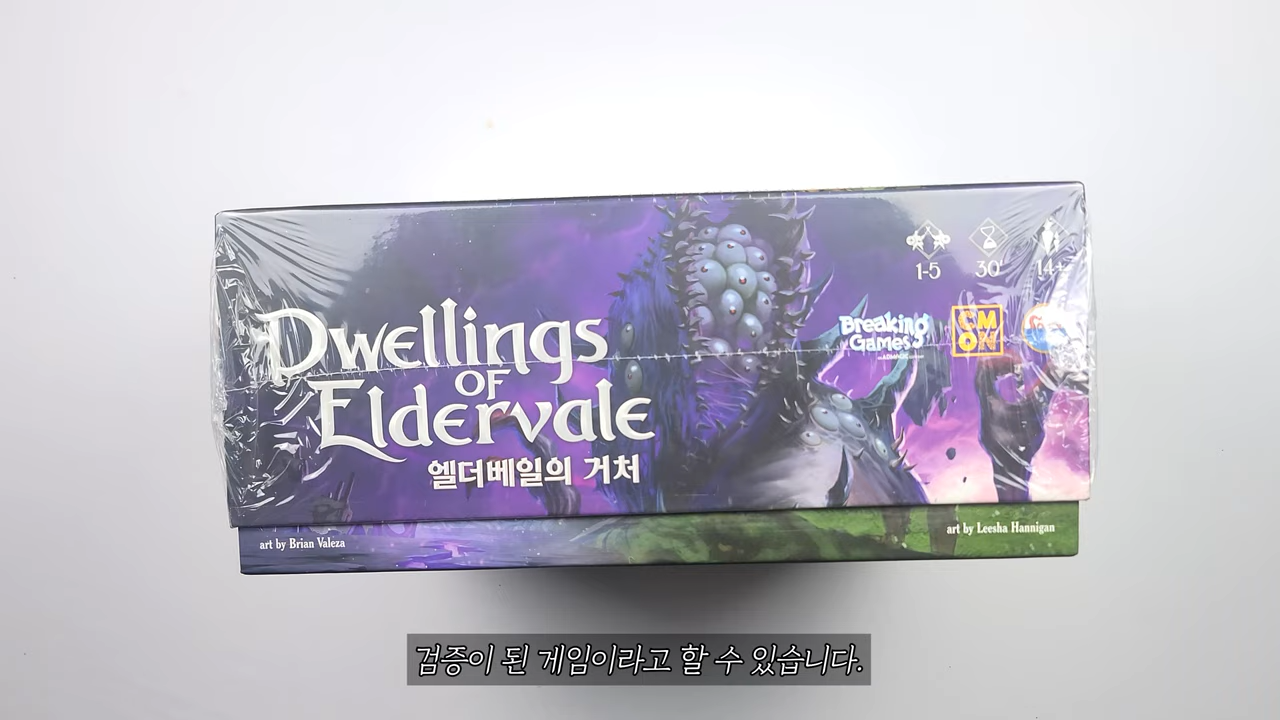 Dwellings
OF
Eldervale
엘더베일의 거처
1-5
30'
14+
Breaking
Games
CM
ON
art by Brian Valeza
art by Leesha Hannigan
검증이 된 게임이라고 할 수 있습니다.